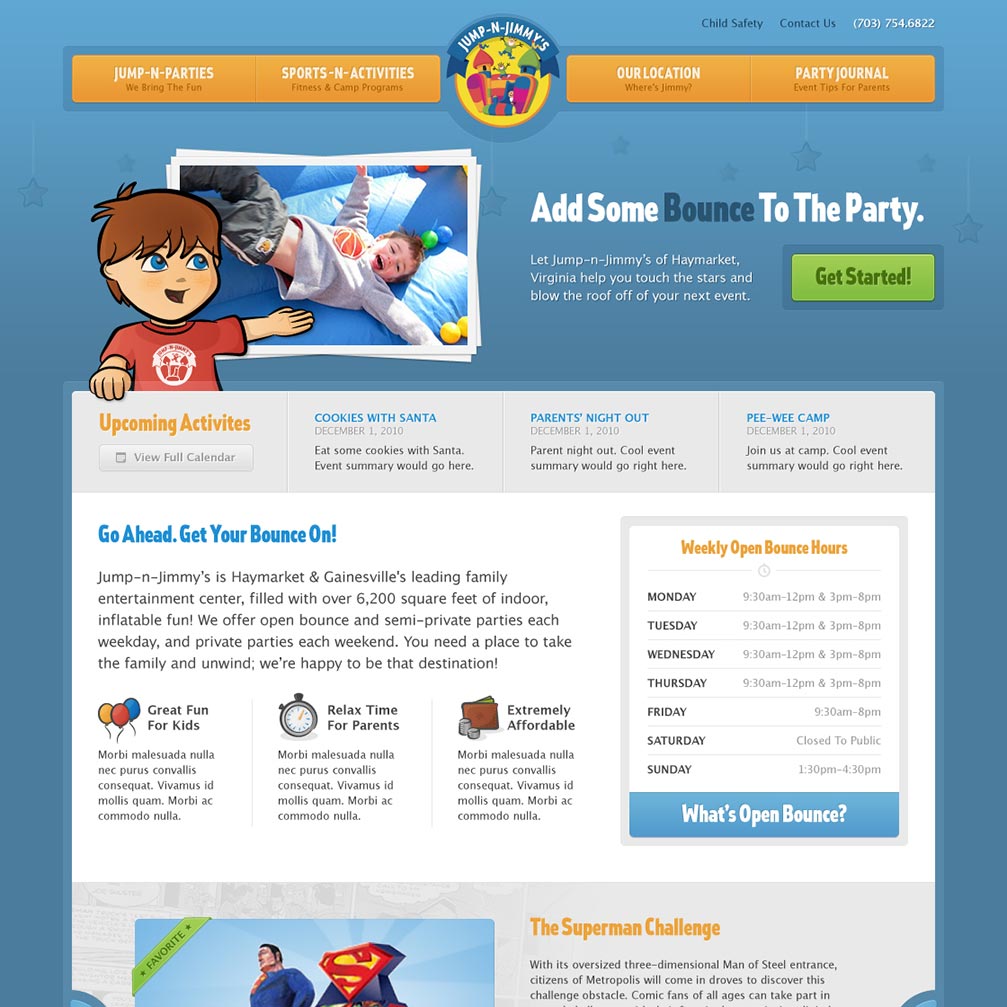 Child Safety Contact Us (703) 754.6822
JUMP-N-JIMMY'S
JUMP-N-PARTIES
We Bring The Fun
SPORTS-N-ACTIVITIES
Fitness & Camp Programs
OUR LOCATION
Where's Jimmy?
PARTY JOURNAL
Event Tips For Parents
Add Some Bounce To The Party.
Let Jump-n-Jimmy's of Haymarket,
Virginia help you touch the stars and
blow the roof off of your next event.
Get Started!
JUMP-N-JIMMY'S
Upcoming Activites
View Full Calendar
COOKIES WITH SANTA
DECEMBER 1, 2010
Eat some cookies with Santa.
Event summary would go here.
PARENTS' NIGHT OUT
DECEMBER 1, 2010
Parent night out. Cool event
summary would go right here.
PEE-WEE CAMP
DECEMBER 1, 2010
Join us at camp. Cool event
summary would go right here.
Go Ahead. Get Your Bounce On!
Jump-n-Jimmy's is Haymarket & Gainesville's leading family
entertainment center, filled with over 6,200 square feet of indoor,
inflatable fun! We offer open bounce and semi-private parties each
weekday, and private parties each weekend. You need a place to take
the family and unwind; we're happy to be that destination!
Great Fun
For Kids
Morbi malesuada nulla
nec purus convallis
consequat. Vivamus id
mollis quam. Morbi ac
commodo nulla.
Relax Time
For Parents
Morbi malesuada nulla
nec purus convallis
consequat. Vivamus id
mollis quam. Morbi ac
commodo nulla.
Extremely
Affordable
Morbi malesuada nulla
nec purus convallis
consequat. Vivamus id
mollis quam. Morbi ac
commodo nulla.
Weekly Open Bounce Hours
MONDAY 9:30am-12pm & 3pm-8pm
TUESDAY 9:30am-12pm & 3pm-8pm
WEDNESDAY 9:30am-12pm & 3pm-8pm
THURSDAY 9:30am-12pm & 3pm-8pm
FRIDAY 9:30am-8pm
SATURDAY Closed To Public
SUNDAY 1:30pm-4:30pm
What's Open Bounce?
★ FAVORITE ★
The Superman Challenge
With its oversized three-dimensional Man of Steel entrance,
citizens of Metropolis will come in droves to discover this
challenge obstacle. Comic fans of all ages can take part in